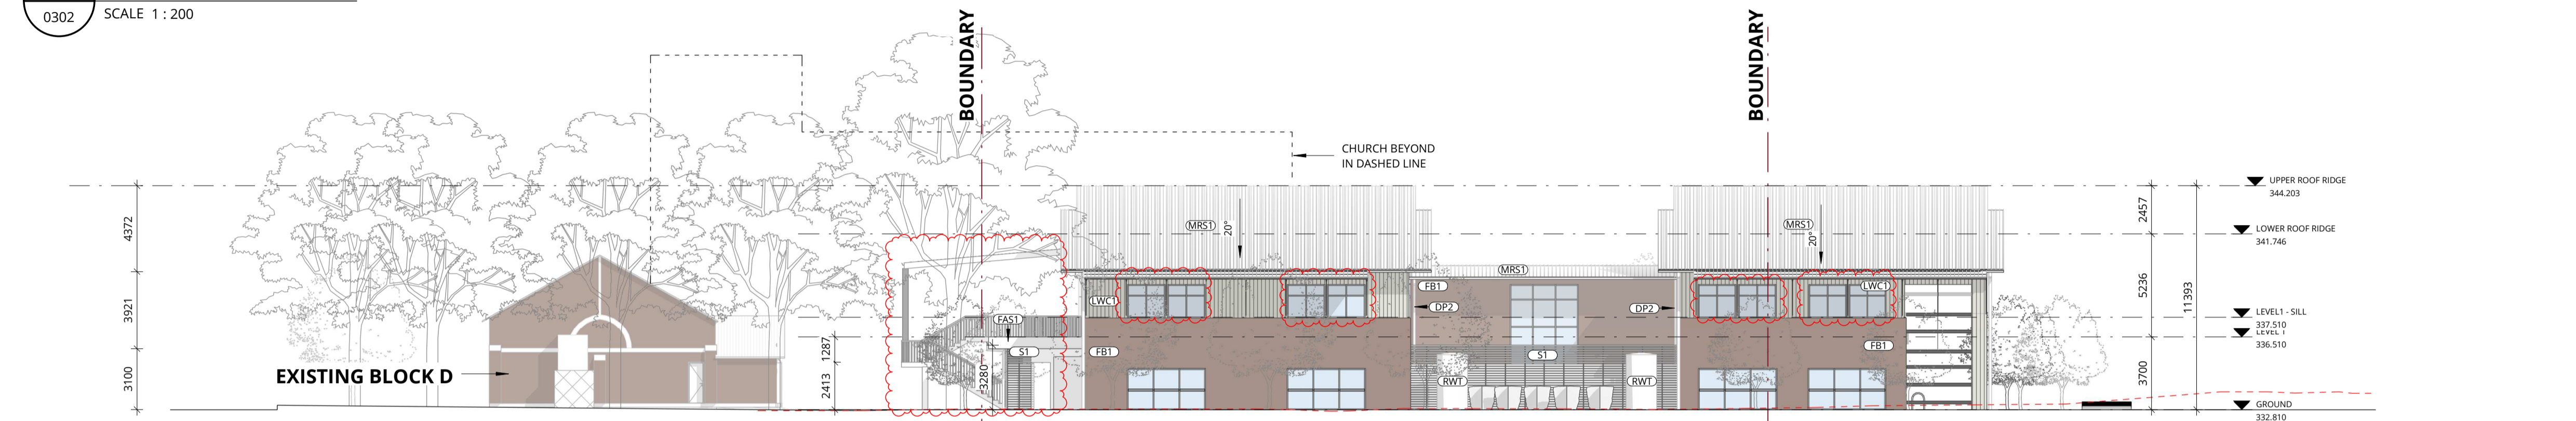 0302
SCALE 1 : 200
BOUNDARY
BOUNDARY
CHURCH BEYOND
IN DASHED LINE
UPPER ROOF RIDGE
344.203
LOWER ROOF RIDGE
341.746
LEVEL1 - SILL
337.510
LEVEL 1
336.510
GROUND
332.810
4372
3921
3100
EXISTING BLOCK D
1287
2413
3280
FAS1
S1
MRS1
20°
LWC1
FB1
MRS1
FB1
DP2
DP2
S1
RWT
RWT
MRS1
20°
LWC1
FB1
2457
5236
3700
11393